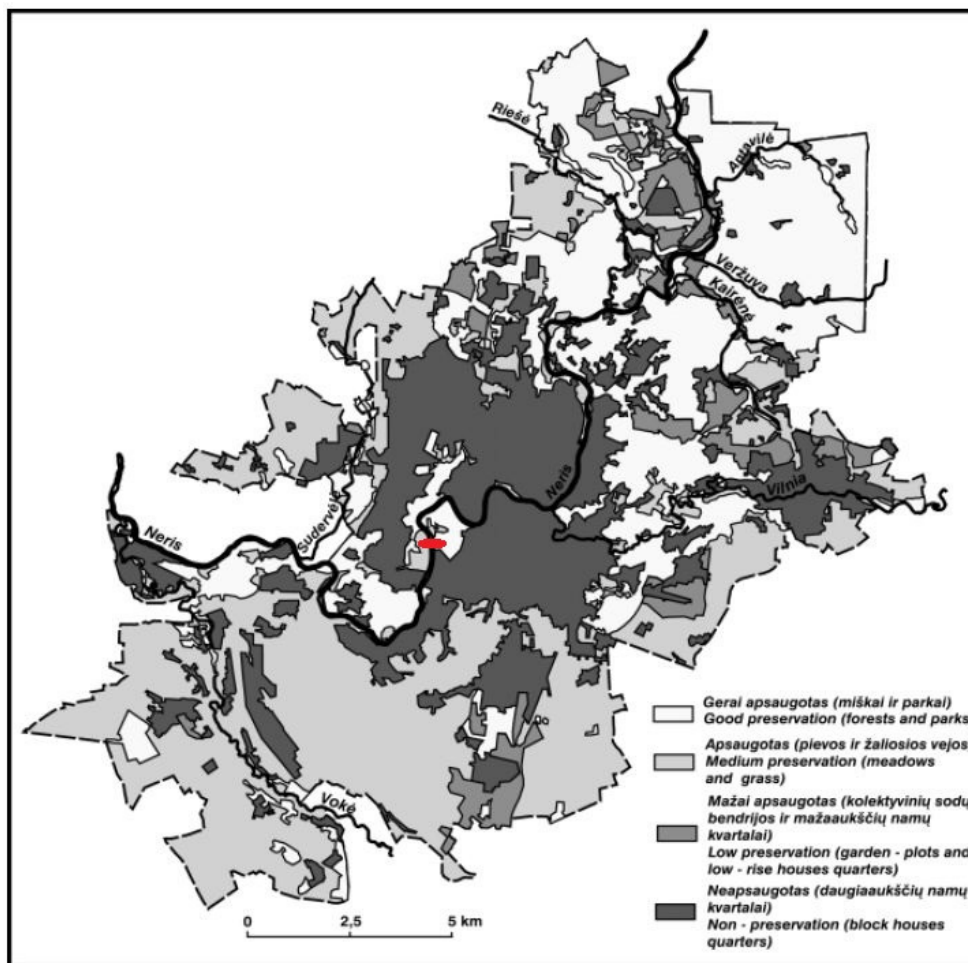 Riešė
Aptavilė
Veržuva
Kairėnė
Neris
Vilnia
Sudervėlė
Neris
Vokė
0 2,5 5 km
Gerai apsaugotas (miškai ir parkai)
Good preservation (forests and parks
Apsaugotas (pievos ir žaliosios vejos
Medium preservation (meadows
and grass)
Mažai apsaugotas (kolektyvinių sodų
bendrijos ir mažaaukščių namų
kvartalai)
Low preservation (garden - plots and
low - rise houses quarters)
Neapsaugotas (daugiaaukščių namų
kvartalai)
Non - preservation (block houses
quarters)